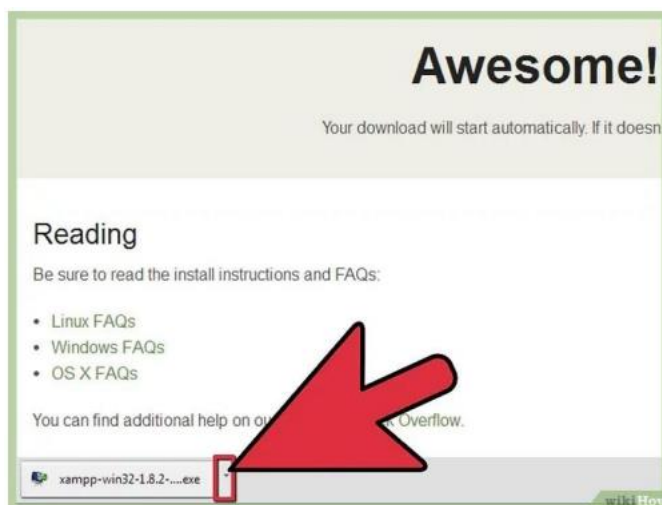 Awesome!
Your download will start automatically. If it doesn
Reading
Be sure to read the install instructions and FAQs:
• Linux FAQs
• Windows FAQs
• OS X FAQs
You can find additional help on ou Overflow.
xampp-win32-1.8.2-....exe
wikiHow